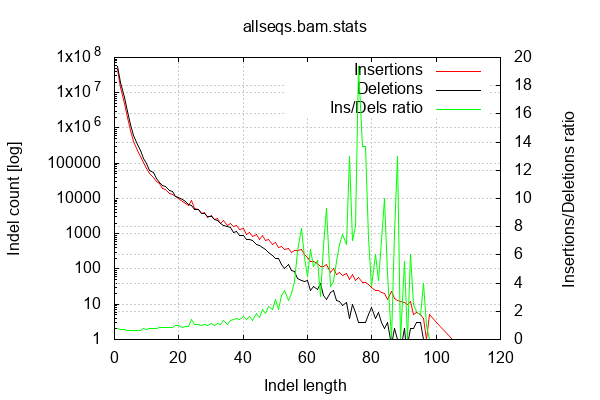 allseqs.bam.stats
Insertions
Deletions
Ins/Dels ratio
Indel count [log]
1x10^8
1x10^7
1x10^6
100000
10000
1000
100
10
1
20
18
16
14
12
10
8
6
4
2
0
Insertions/Deletions ratio
0 20 40 60 80 100 120
Indel length